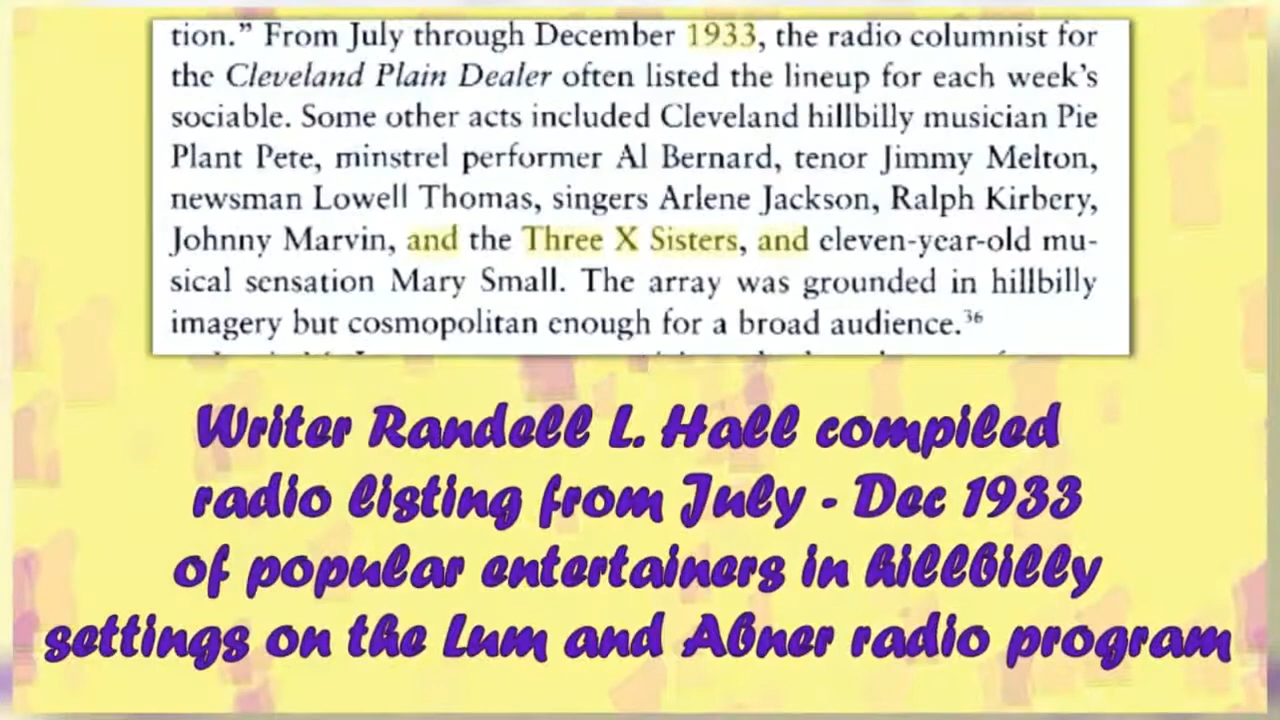 tion.” From July through December 1933, the radio columnist for
the Cleveland Plain Dealer often listed the lineup for each week’s
sociable. Some other acts included Cleveland hillbilly musician Pie
Plant Pete, minstrel performer Al Bernard, tenor Jimmy Melton,
newsman Lowell Thomas, singers Arlene Jackson, Ralph Kirbery,
Johnny Marvin, and the Three X Sisters, and eleven-year-old mu-
sical sensation Mary Small. The array was grounded in hillbilly
imagery but cosmopolitan enough for a broad audience.36
Writer Randell L. Hall compiled
radio listing from July - Dec 1933
of popular entertainers in hillbilly
settings on the Lum and Abner radio program